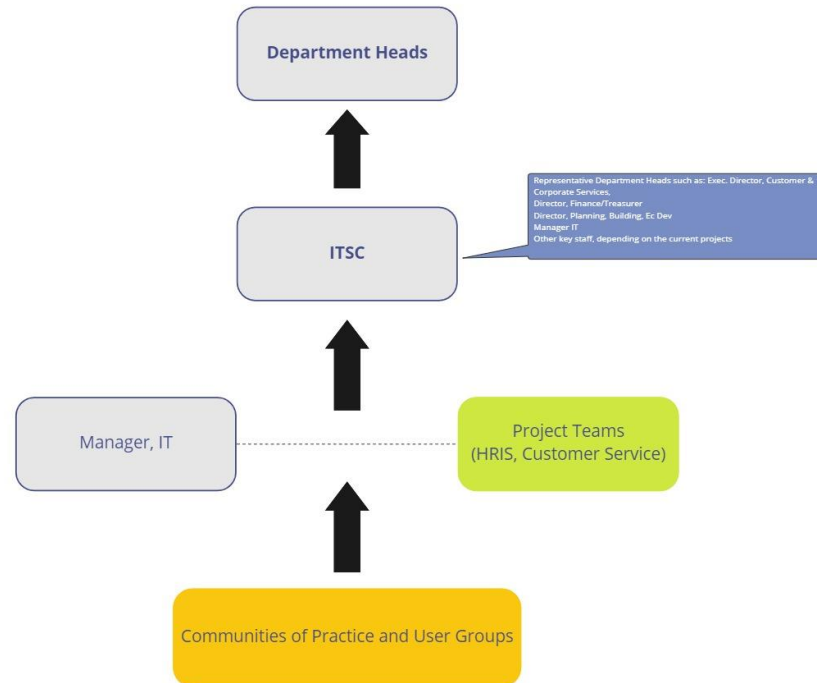 Department Heads
Representative Department Heads such as: Exec. Director, Customer &
Corporate Services,
Director, Finance/Treasurer
Director, Planning, Building, Ec Dev
Manager IT
Other key staff, depending on the current projects
ITSC
Manager, IT
Project Teams
(HRIS, Customer Service)
Communities of Practice and User Groups